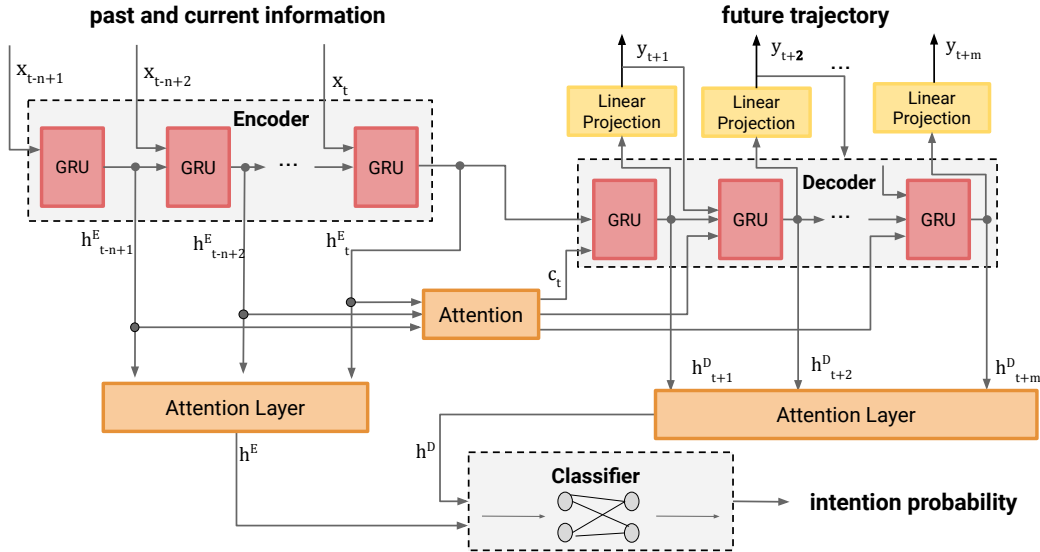 past and current information
future trajectory
x_{t-n+1}
x_{t-n+2}
x_t
y_{t+1}
y_{t+2}
...
y_{t+m}
Linear
Projection
Linear
Projection
Linear
Projection
Encoder
GRU
GRU
...
GRU
Decoder
GRU
GRU
...
GRU
h^E_{t-n+1}
h^E_{t-n+2}
h^E_t
c_t
Attention
h^D_{t+1}
h^D_{t+2}
h^D_{t+m}
Attention Layer
Attention Layer
h^E
h^D
Classifier
intention probability